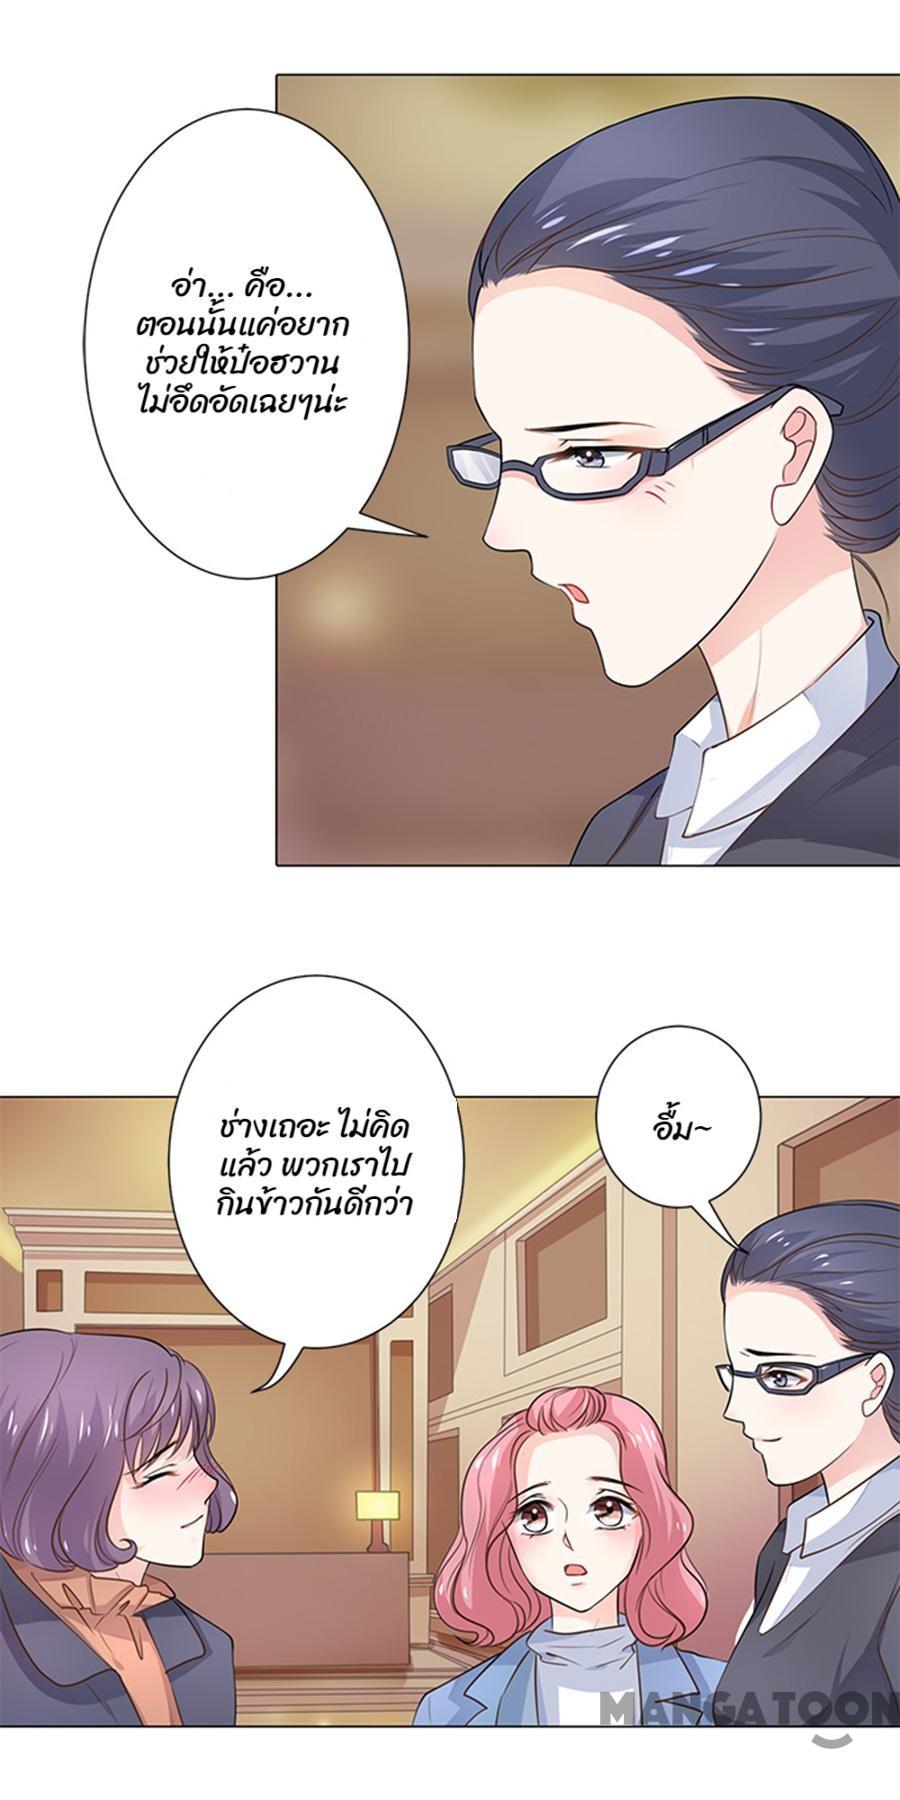 อ่า... คือ...
ตอนนั้นแค่อยาก
ช่วยให้ป๋อฮวาน
ไม่อึดอัดเฉยๆน่ะ
ช่างเถอะ ไม่คิด
แล้ว พวกเราไป
กินข้าวกันดีกว่า
อื้ม~
MANGATOON